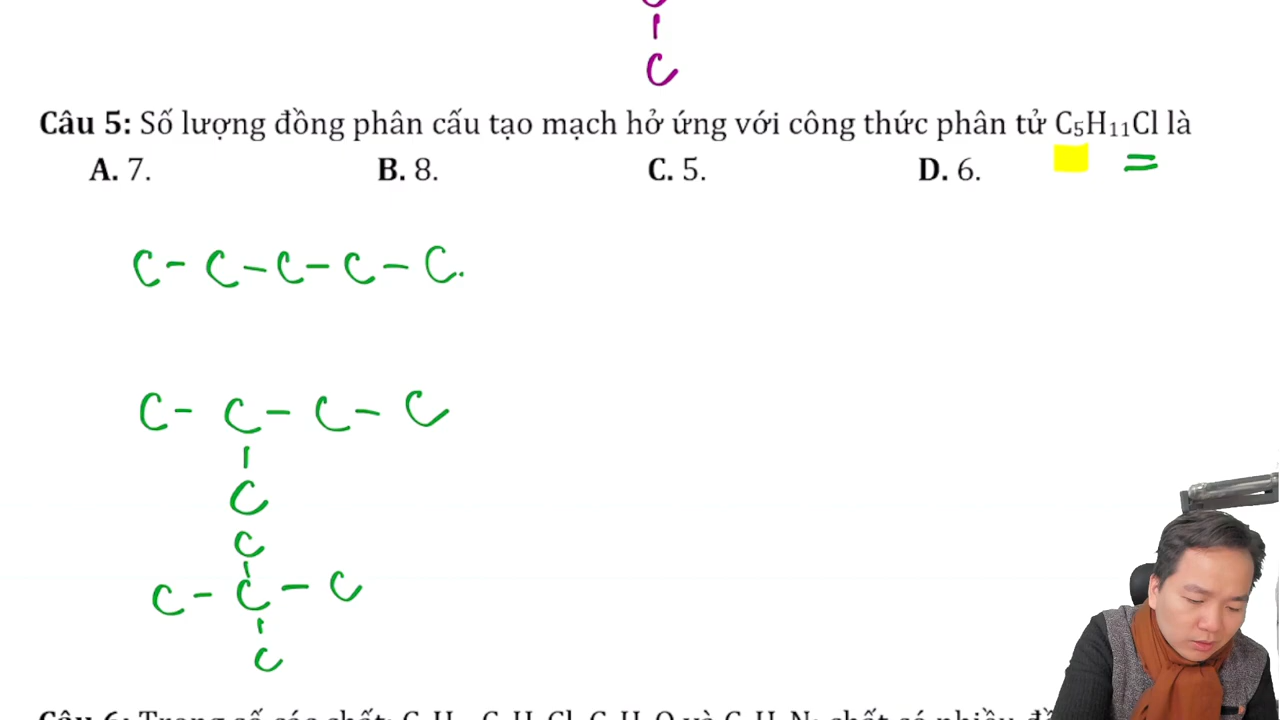 C
Câu 5: Số lượng đồng phân cấu tạo mạch hở ứng với công thức phân tử C₅H₁₁Cl là
A. 7. B. 8. C. 5. D. 6.
C - C - C - C - C.
C - C - C - C
C
C
C - C - C
C